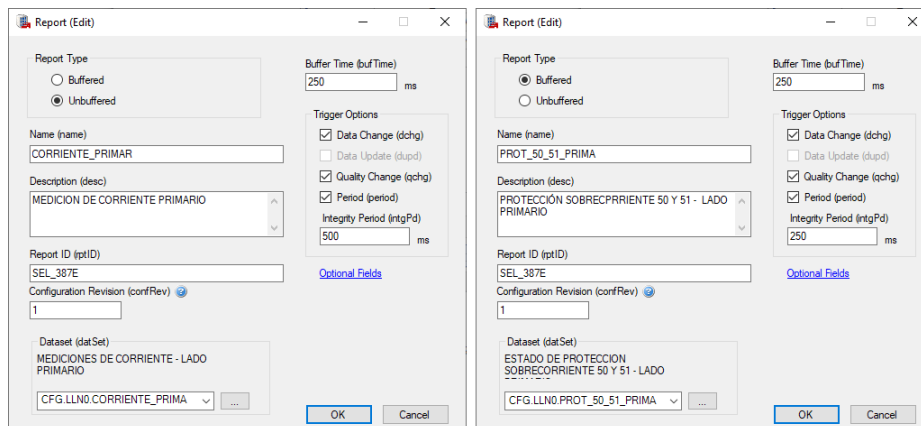 Report (Edit)
Report Type
Buffered
Unbuffered
Buffer Time (bufTime)
250
ms
Name (name)
CORRIENTE_PRIMAR
Description (desc)
MEDICION DE CORRIENTE PRIMARIO
Report ID (rptID)
SEL_387E
Configuration Revision (confRev)
1
Trigger Options
Data Change (dchg)
Data Update (dupd)
Quality Change (qchg)
Period (period)
Integrity Period (intgPd)
500
ms
Optional Fields
Dataset (datSet)
MEDICIONES DE CORRIENTE - LADO
PRIMARIO
CFG.LLN0.CORRIENTE_PRIMA
...
OK
Cancel
Report (Edit)
Report Type
Buffered
Unbuffered
Buffer Time (bufTime)
250
ms
Name (name)
PROT_50_51_PRIMA
Description (desc)
PROTECCIÓN SOBRECPRRIENTE 50 Y 51 - LADO
PRIMARIO
Report ID (rptID)
SEL_387E
Configuration Revision (confRev)
1
Trigger Options
Data Change (dchg)
Data Update (dupd)
Quality Change (qchg)
Period (period)
Integrity Period (intgPd)
250
ms
Optional Fields
Dataset (datSet)
ESTADO DE PROTECCION
SOBRECORRIENTE 50 Y 51 - LADO
CFG.LLN0.PROT_50_51_PRIMA
...
OK
Cancel